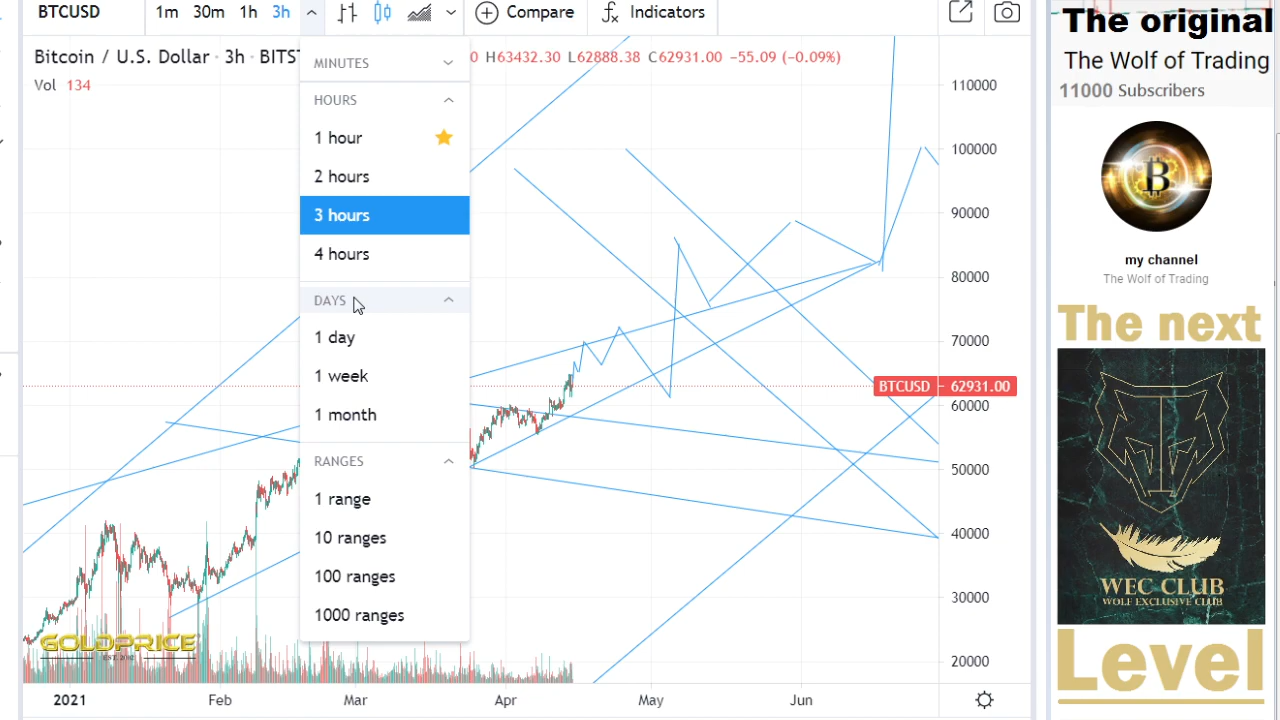 BTCUSD 1m 30m 1h 3h Compare Indicators
Bitcoin / U.S. Dollar · 3h · BITST
0 H63432.30 L62888.38 C62931.00 −55.09 (−0.09%)
Vol 134
MINUTES
HOURS
1 hour
2 hours
3 hours
4 hours
DAYS
1 day
1 week
1 month
RANGES
1 range
10 ranges
100 ranges
1000 ranges
110000
100000
90000
80000
70000
BTCUSD 62931.00
60000
50000
40000
30000
20000
2021 Feb Mar Apr May Jun
GOLDPRICE
EST. 2002
The original
The Wolf of Trading
11000 Subscribers
my channel
The Wolf of Trading
The next
WEC CLUB
WOLF EXCLUSIVE CLUB
Level